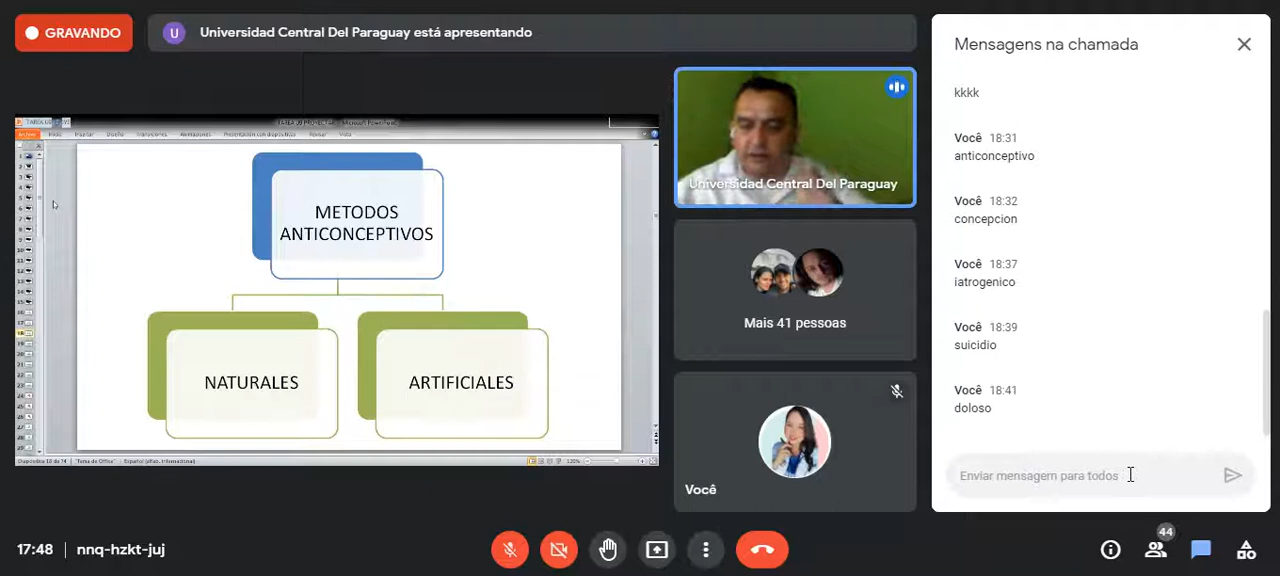 GRAVANDO
U
Universidad Central Del Paraguay está apresentando
Mensagens na chamada
kkkk
Você 18:31
anticonceptivo
Você 18:32
concepcion
Você 18:37
iatrogenico
Você 18:39
suicidio
Você 18:41
doloso
Enviar mensagem para todos
METODOS
ANTICONCEPTIVOS
NATURALES
ARTIFICIALES
Universidad Central Del Paraguay
Mais 41 pessoas
Você
17:48 | nnq-hzkt-juj
44